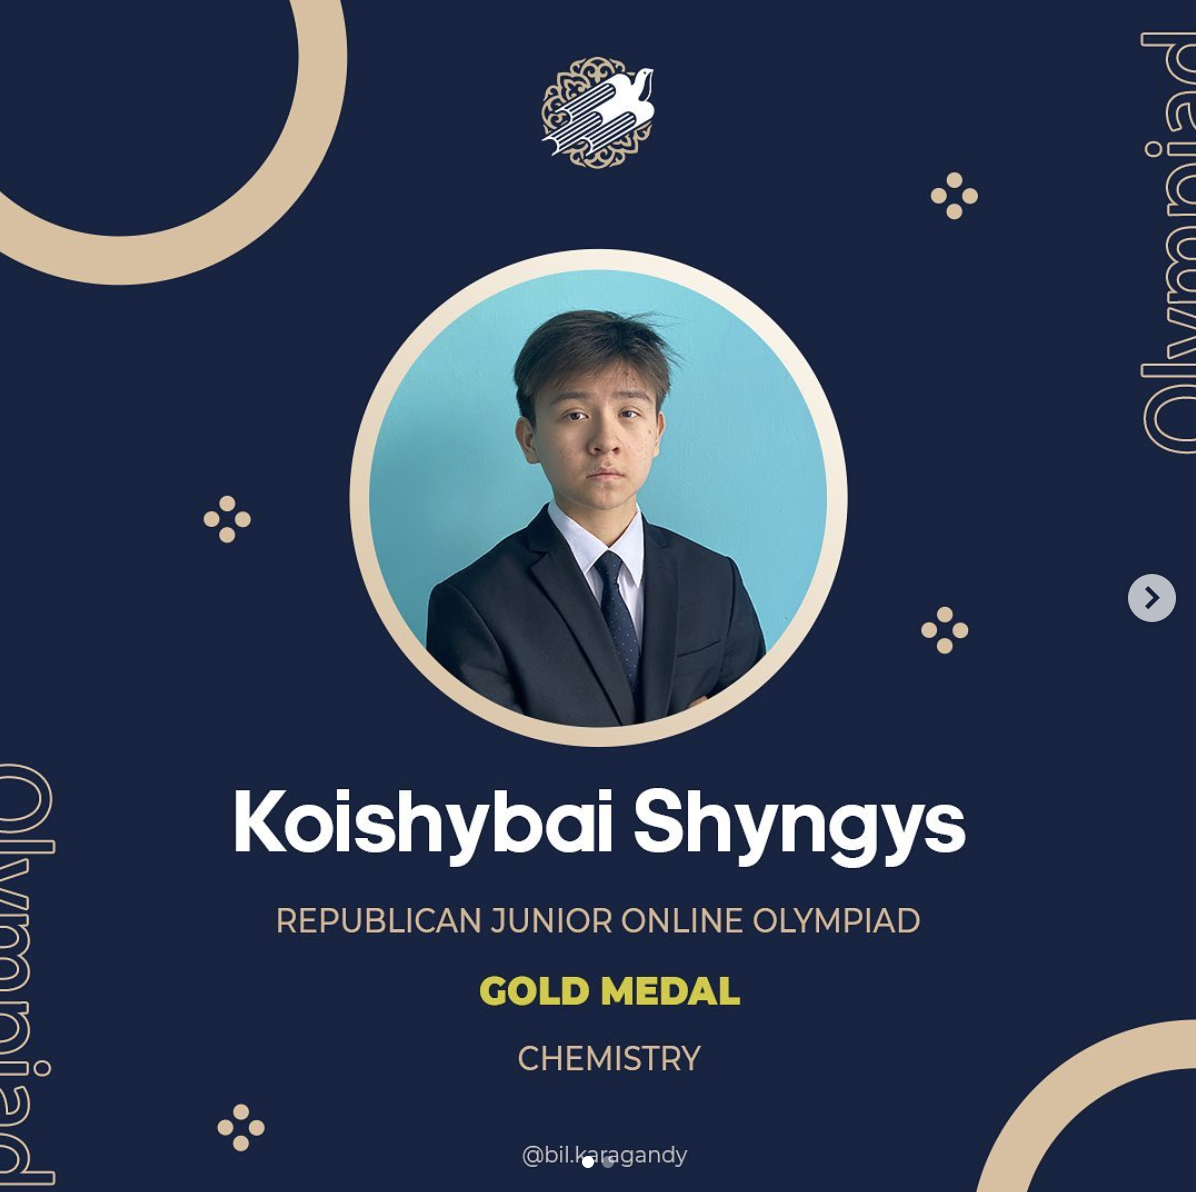 Olympiad
Koishybai Shyngys
REPUBLICAN JUNIOR ONLINE OLYMPIAD
GOLD MEDAL
CHEMISTRY
Olympiad
@bil.karagandy